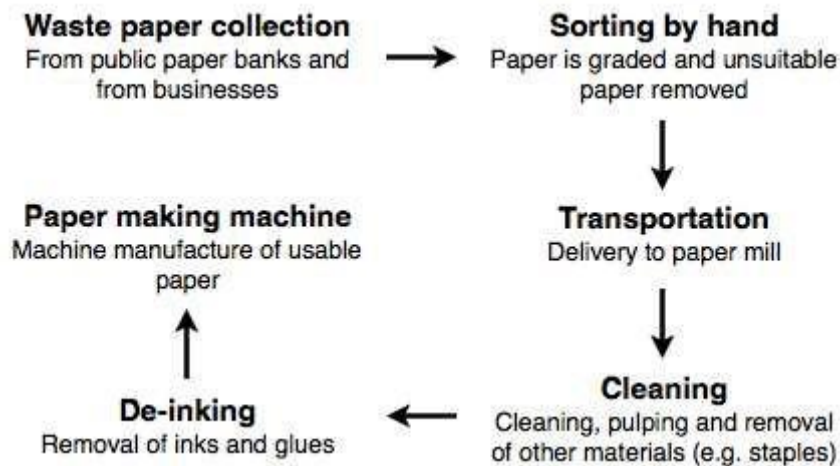 Waste paper collection
From public paper banks and
from businesses
Sorting by hand
Paper is graded and unsuitable
paper removed
Transportation
Delivery to paper mill
Cleaning
Cleaning, pulping and removal
of other materials (e.g. staples)
De-inking
Removal of inks and glues
Paper making machine
Machine manufacture of usable
paper